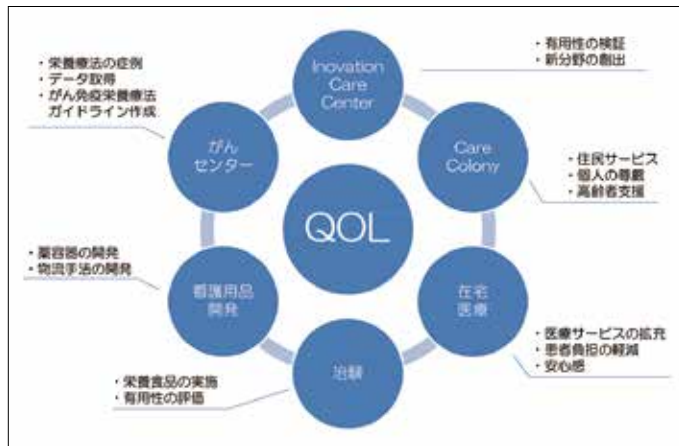 ・有用性の検証
・新分野の創出
Inovation
Care
Center
・栄養療法の症例
・データ取得
・がん免疫栄養療法
ガイドライン作成
がん
センター
Care
Colony
・住民サービス
・個人の尊厳
・高齢者支援
QOL
・薬容器の開発
・物流手法の開発
看護用品
開発
在宅
医療
・医療サービスの拡充
・患者負担の軽減
・安心感
・栄養食品の実施
・有用性の評価
治験